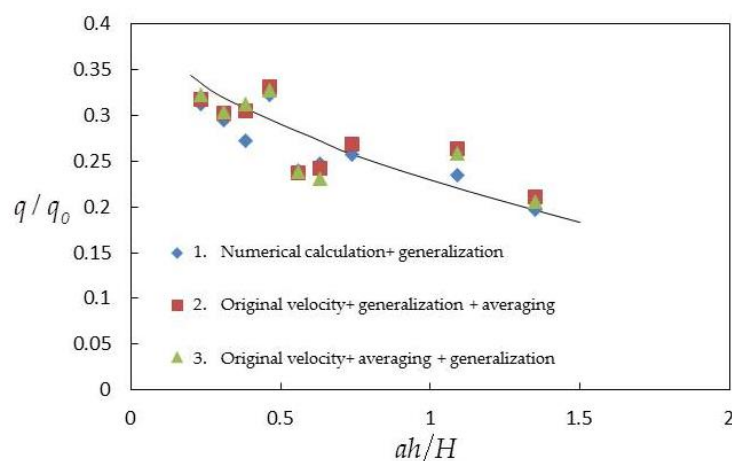 0.4
0.35
0.3
0.25
q / q0
0.2
0.15
1. Numerical calculation+ generalization
0.1
2. Original velocity+ generalization + averaging
0.05
3. Original velocity+ averaging + generalization
0
0 0.5 1 1.5 2
ah/H